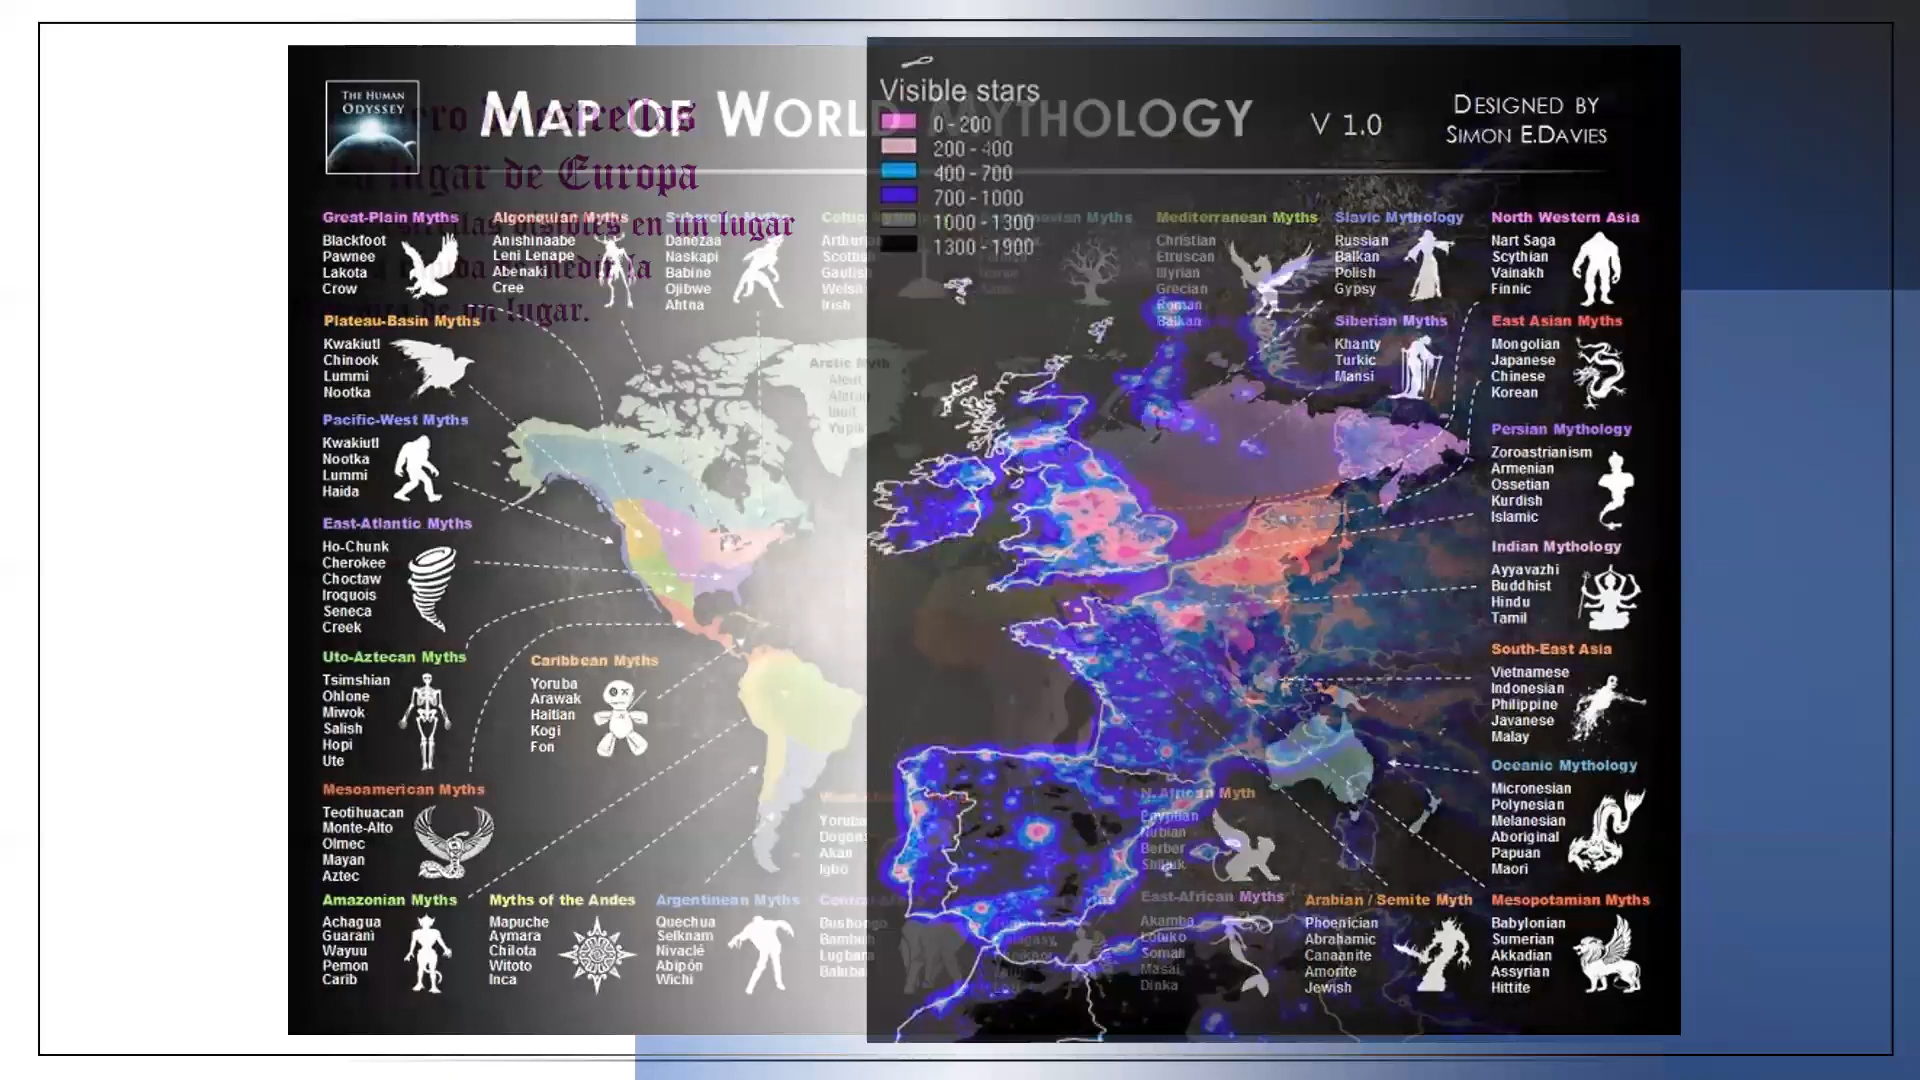 THE HUMAN
ODYSSEY
MAP OF WORLD MYTHOLOGY
V 1.0
DESIGNED BY
SIMON E.DAVIES
estrellas
lugar de Europa
visibles en un lugar
medir la
de un lugar.
Visible stars
0 - 200
200 - 400
400 - 700
700 - 1000
1000 - 1300
1300 - 1900
Great-Plain Myths
Blackfoot
Pawnee
Lakota
Crow
Algonquian Myths
Anishinaabe
Leni Lenape
Abenaki
Cree
Subarctic Myths
Danezaa
Naskapi
Babine
Ojibwe
Ahtna
Mediterranean Myths
Christian
Etruscan
Illyrian
Grecian
Roman
Balkan
Slavic Mythology
Russian
Balkan
Polish
Gypsy
North Western Asia
Nart Saga
Scythian
Vainakh
Finnic
Plateau-Basin Myths
Kwakiutl
Chinook
Lummi
Nootka
Arctic Myth
Aleut
Inuit
Yupik
Siberian Myths
Khanty
Turkic
Mansi
East Asian Myths
Mongolian
Japanese
Chinese
Korean
Pacific-West Myths
Kwakiutl
Nootka
Lummi
Haida
Persian Mythology
Zoroastrianism
Armenian
Ossetian
Kurdish
Islamic
East-Atlantic Myths
Ho-Chunk
Cherokee
Choctaw
Iroquois
Seneca
Creek
Indian Mythology
Ayyavazhi
Buddhist
Hindu
Tamil
Uto-Aztecan Myths
Tsimshian
Ohlone
Miwok
Salish
Hopi
Ute
Caribbean Myths
Yoruba
Arawak
Haitian
Kogi
Fon
South-East Asia
Vietnamese
Indonesian
Philippine
Javanese
Malay
Mesoamerican Myths
Teotihuacan
Monte-Alto
Olmec
Mayan
Aztec
Yoruba
Dogon
Akan
Igbo
N. African Myth
Egyptian
Nubian
Berber
Shilluk
Oceanic Mythology
Micronesian
Polynesian
Melanesian
Aboriginal
Papuan
Maori
Amazonian Myths
Achagua
Guarani
Wayuu
Pemon
Carib
Myths of the Andes
Mapuche
Aymara
Chilota
Witoto
Inca
Argentinean Myths
Quechua
Selknam
Nivaclé
Abipón
Wichi
East-African Myths
Akamba
Lotuko
Somali
Masai
Dinka
Arabian / Semite Myth
Phoenician
Abrahamic
Canaanite
Amorite
Jewish
Mesopotamian Myths
Babylonian
Sumerian
Akkadian
Assyrian
Hittite